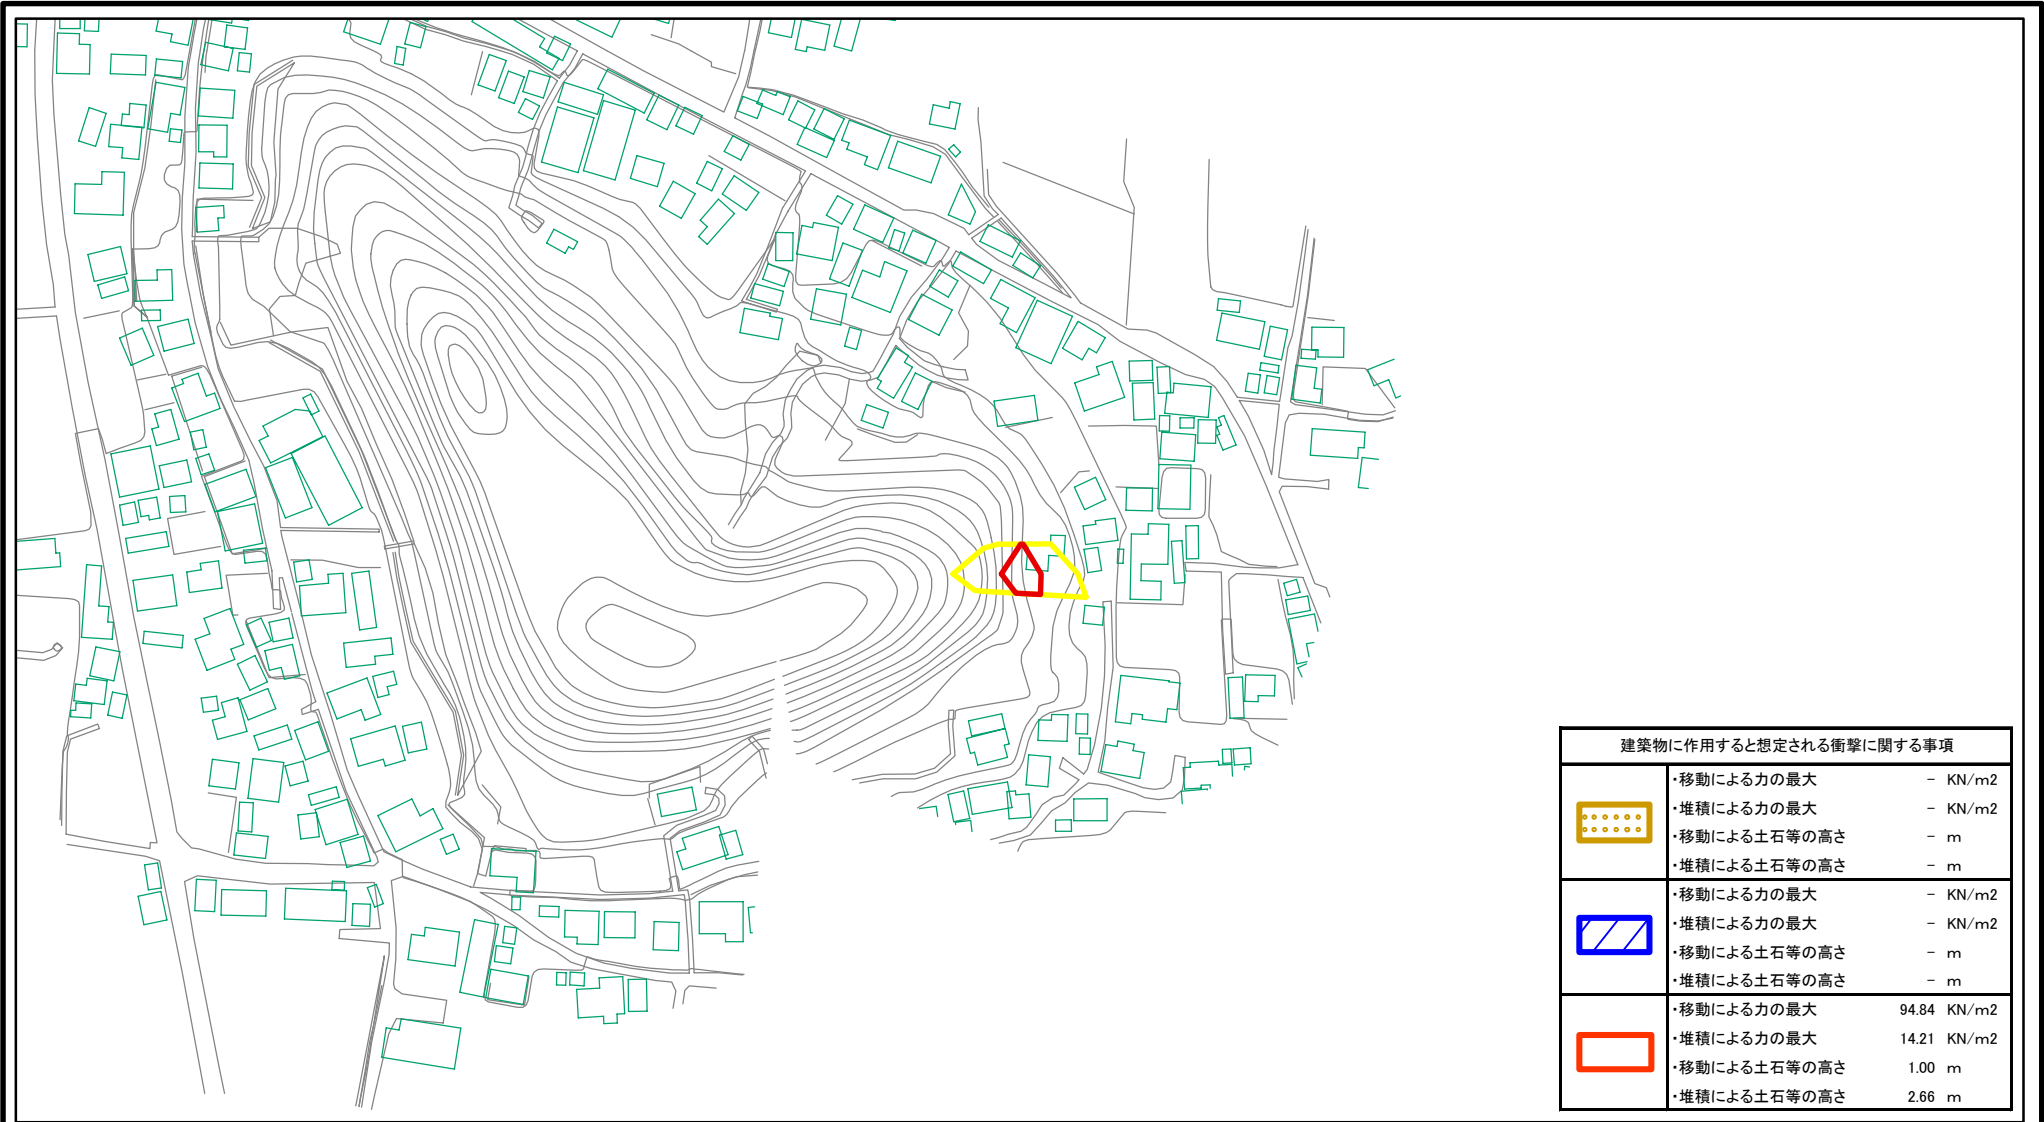 建築物に作用すると想定される衝撃に関する事項
・移動による力の最大 － KN/m2
・堆積による力の最大 － KN/m2
・移動による土石等の高さ － m
・堆積による土石等の高さ － m
・移動による力の最大 － KN/m2
・堆積による力の最大 － KN/m2
・移動による土石等の高さ － m
・堆積による土石等の高さ － m
・移動による力の最大 94.84 KN/m2
・堆積による力の最大 14.21 KN/m2
・移動による土石等の高さ 1.00 m
・堆積による土石等の高さ 2.66 m